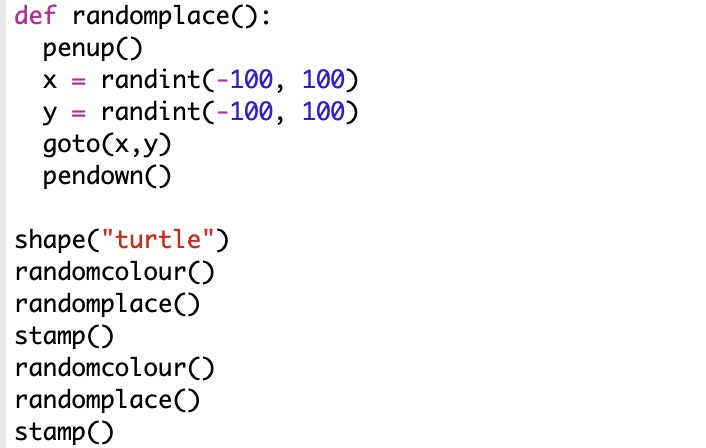 def randomplace():
  penup()
  x = randint(-100, 100)
  y = randint(-100, 100)
  goto(x,y)
  pendown()

shape("turtle")
randomcolour()
randomplace()
stamp()
randomcolour()
randomplace()
stamp()